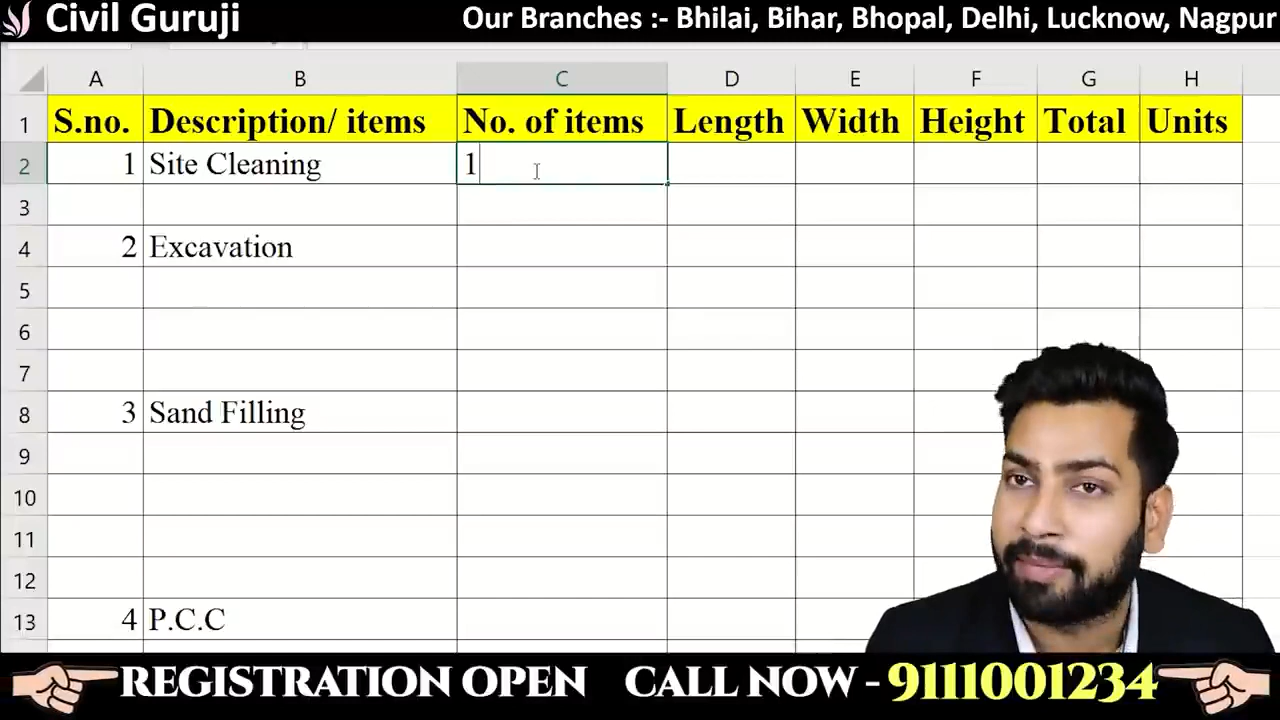 Civil Guruji
Our Branches :- Bhilai, Bihar, Bhopal, Delhi, Lucknow, Nagpur
A B C D E F G H
1 S.no. Description/ items No. of items Length Width Height Total Units
2 1 Site Cleaning 1
3
4 2 Excavation
5
6
7
8 3 Sand Filling
9
10
11
12
13 4 P.C.C
REGISTRATION OPEN CALL NOW - 9111001234